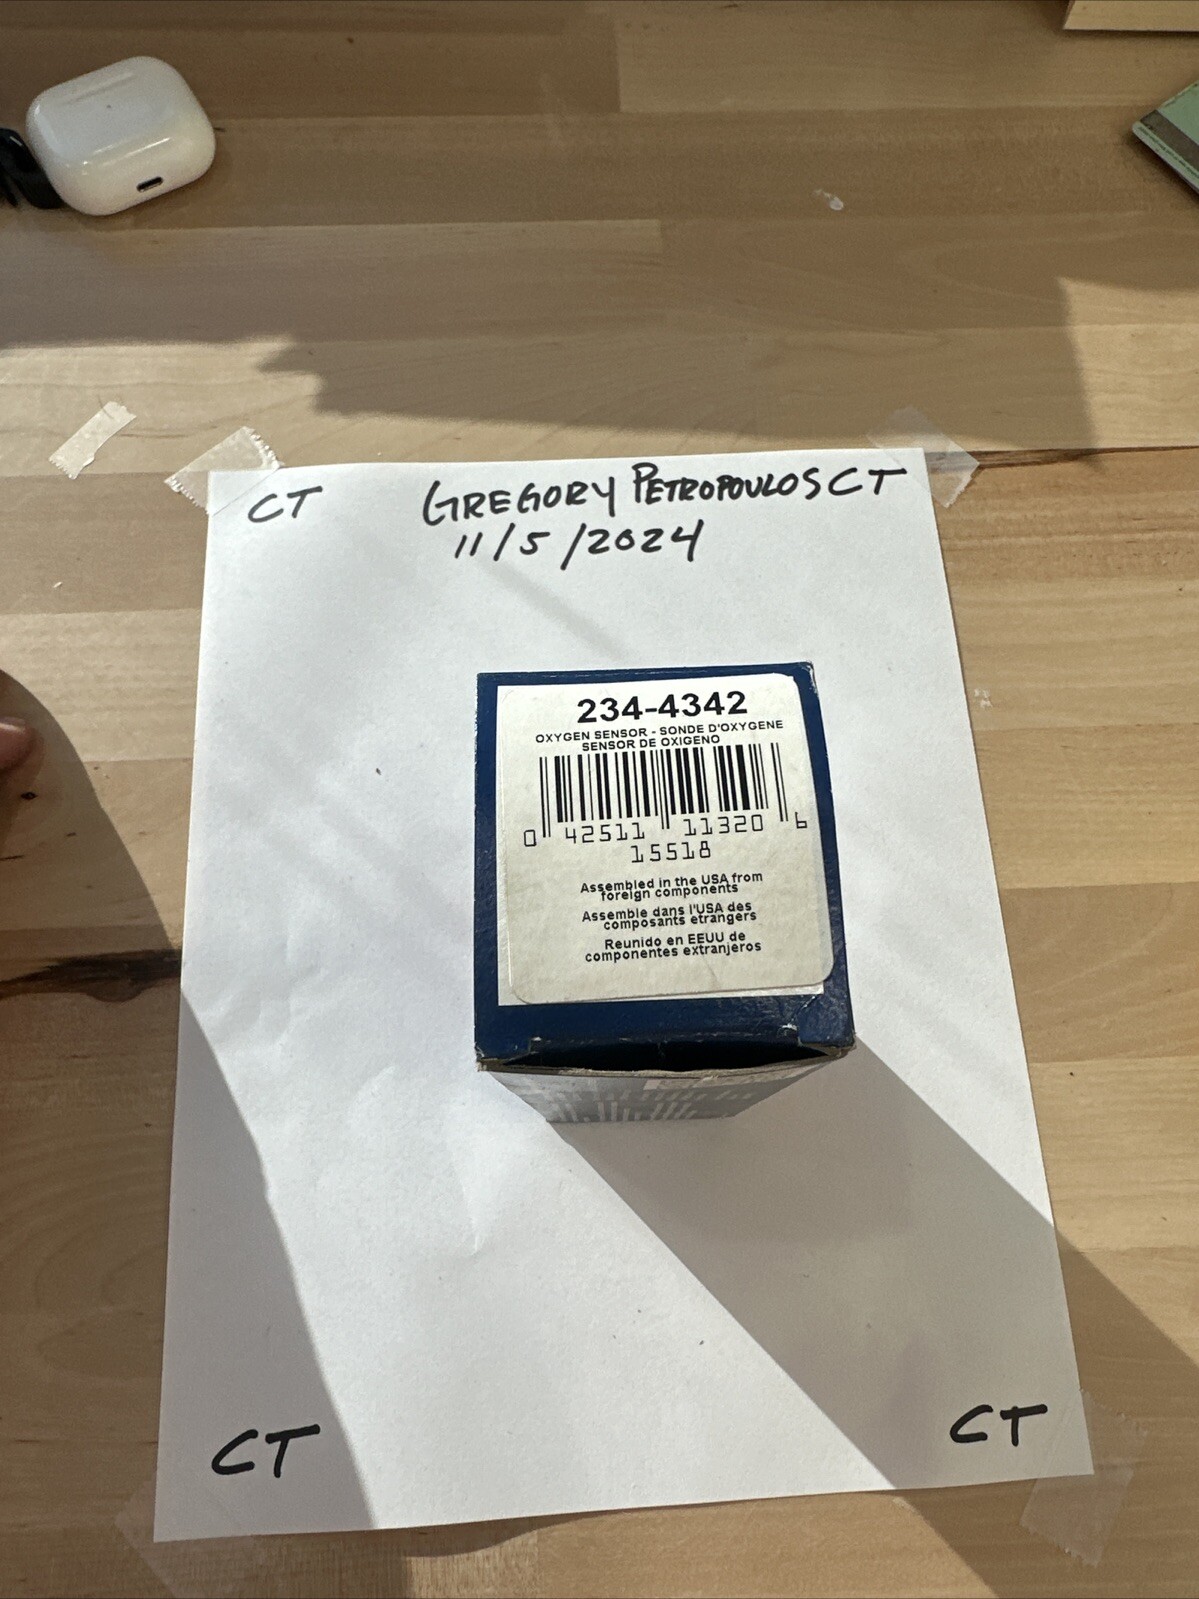 CT GREGORY PETROPOULOS CT
11/5/2024
234-4342
OXYGEN SENSOR - SONDE D'OXYGENE
SENSOR DE OXIGENO
0 42511 11320 6
15518
Assembled in the USA from
foreign components
Assemble dans l'USA des
composants etrangers
Reunido en EEUU de
componentes extranjeros
CT CT